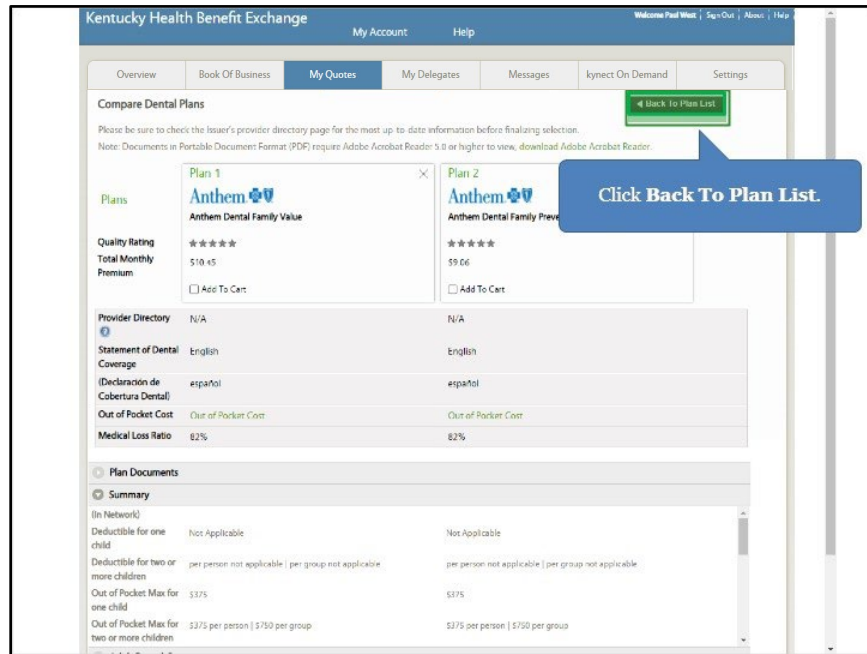 Kentucky Health Benefit Exchange
Welcome Paul West | Sign Out | About | Help
My Account Help
Overview Book Of Business My Quotes My Delegates Messages kynect On Demand Settings
Compare Dental Plans
Back To Plan List
Please be sure to check the Issuer's provider directory page for the most up-to-date information before finalizing selection.
Note: Documents in Portable Document Format (PDF) require Adobe Acrobat Reader 5.0 or higher to view, download Adobe Acrobat Reader.
Click Back To Plan List.
Plans
Plan 1 Plan 2
Anthem Anthem
Anthem Dental Family Value Anthem Dental Family
Quality Rating
Total Monthly $10.45 $9.06
Premium
Add To Cart Add To Cart
Provider Directory N/A N/A
Statement of Dental English English
Coverage
(Declaración de español español
Cobertura Dental)
Out of Pocket Cost Out of Pocket Cost Out of Pocket Cost
Medical Loss Ratio 82% 82%
Plan Documents
Summary
(In Network)
Deductible for one Not Applicable Not Applicable
child
Deductible for two or per person not applicable | per group not applicable per person not applicable | per group not applicable
more children
Out of Pocket Max for $375 $375
one child
Out of Pocket Max for $375 per person | $750 per group $375 per person | $750 per group
two or more children